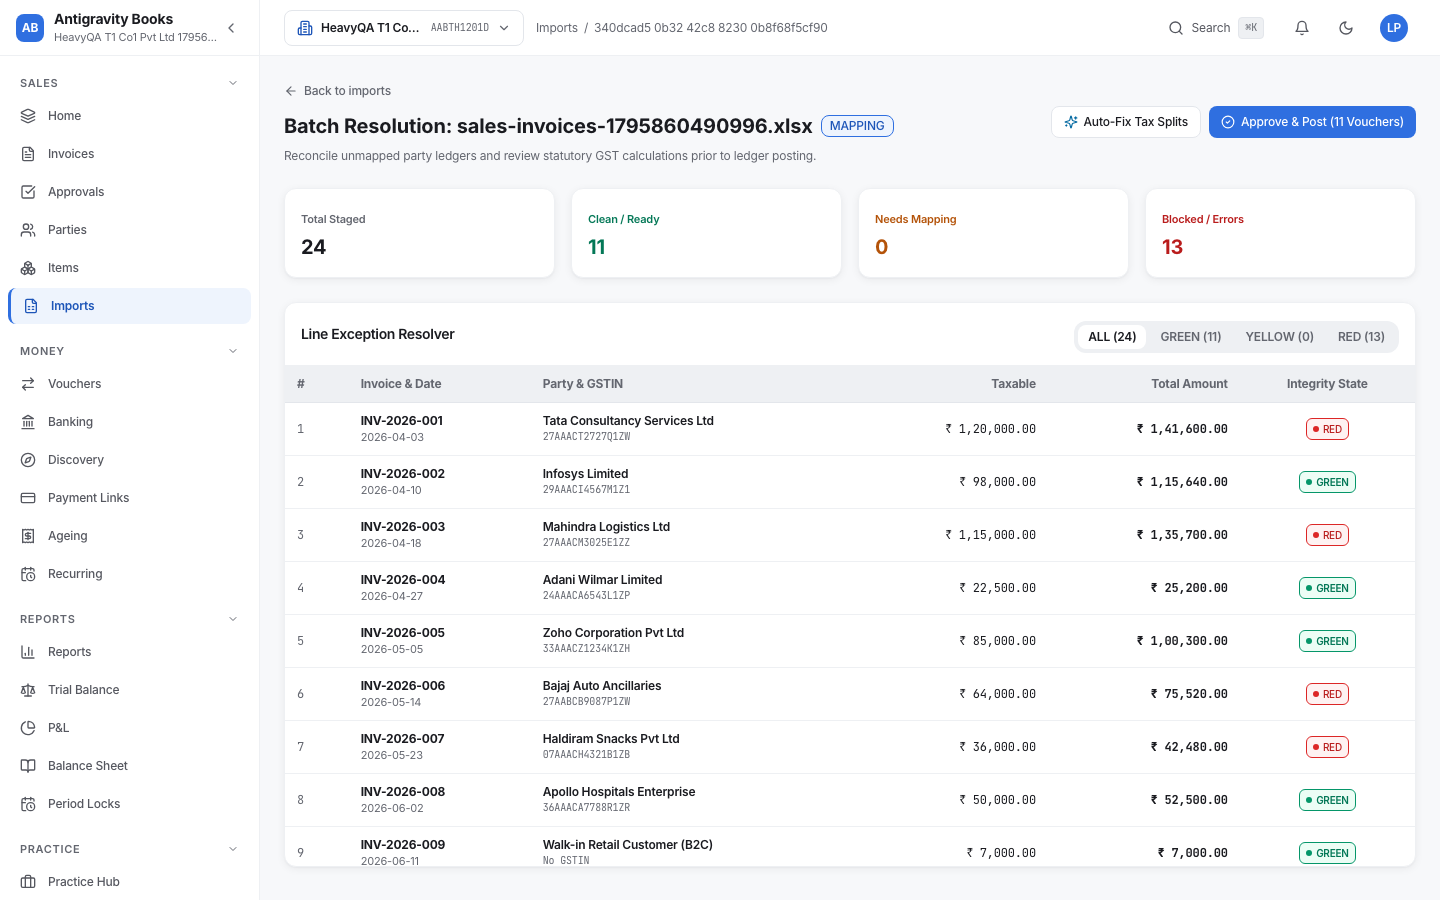 AB
Antigravity Books
HeavyQA T1 Co1 Pvt Ltd 17956...
SALES
Home
Invoices
Approvals
Parties
Items
Imports
MONEY
Vouchers
Banking
Discovery
Payment Links
Ageing
Recurring
REPORTS
Reports
Trial Balance
P&L
Balance Sheet
Period Locks
PRACTICE
Practice Hub
HeavyQA T1 Co... AABTH1201D
Imports / 340dcad5 0b32 42c8 8230 0b8f68f5cf90
Search ⌘K
LP
Back to imports
Batch Resolution: sales-invoices-1795860490996.xlsx MAPPING
Reconcile unmapped party ledgers and review statutory GST calculations prior to ledger posting.
Auto-Fix Tax Splits
Approve & Post (11 Vouchers)
Total Staged
24
Clean / Ready
11
Needs Mapping
0
Blocked / Errors
13
Line Exception Resolver
ALL (24) GREEN (11) YELLOW (0) RED (13)
# Invoice & Date Party & GSTIN Taxable Total Amount Integrity State
1 INV-2026-001 Tata Consultancy Services Ltd ₹ 1,20,000.00 ₹ 1,41,600.00 RED
2026-04-03 27AAACT2727Q1ZW
2 INV-2026-002 Infosys Limited ₹ 98,000.00 ₹ 1,15,640.00 GREEN
2026-04-10 29AAACI4567M1Z1
3 INV-2026-003 Mahindra Logistics Ltd ₹ 1,15,000.00 ₹ 1,35,700.00 RED
2026-04-18 27AAACM3025E1ZZ
4 INV-2026-004 Adani Wilmar Limited ₹ 22,500.00 ₹ 25,200.00 GREEN
2026-04-27 24AAACA6543L1ZP
5 INV-2026-005 Zoho Corporation Pvt Ltd ₹ 85,000.00 ₹ 1,00,300.00 GREEN
2026-05-05 33AAACZ1234K1ZH
6 INV-2026-006 Bajaj Auto Ancillaries ₹ 64,000.00 ₹ 75,520.00 RED
2026-05-14 27AABCB9087P1ZW
7 INV-2026-007 Haldiram Snacks Pvt Ltd ₹ 36,000.00 ₹ 42,480.00 RED
2026-05-23 07AAACH4321B1ZB
8 INV-2026-008 Apollo Hospitals Enterprise ₹ 50,000.00 ₹ 52,500.00 GREEN
2026-06-02 36AAACA7788R1ZR
9 INV-2026-009 Walk-in Retail Customer (B2C) ₹ 7,000.00 ₹ 7,000.00 GREEN
2026-06-11 No GSTIN